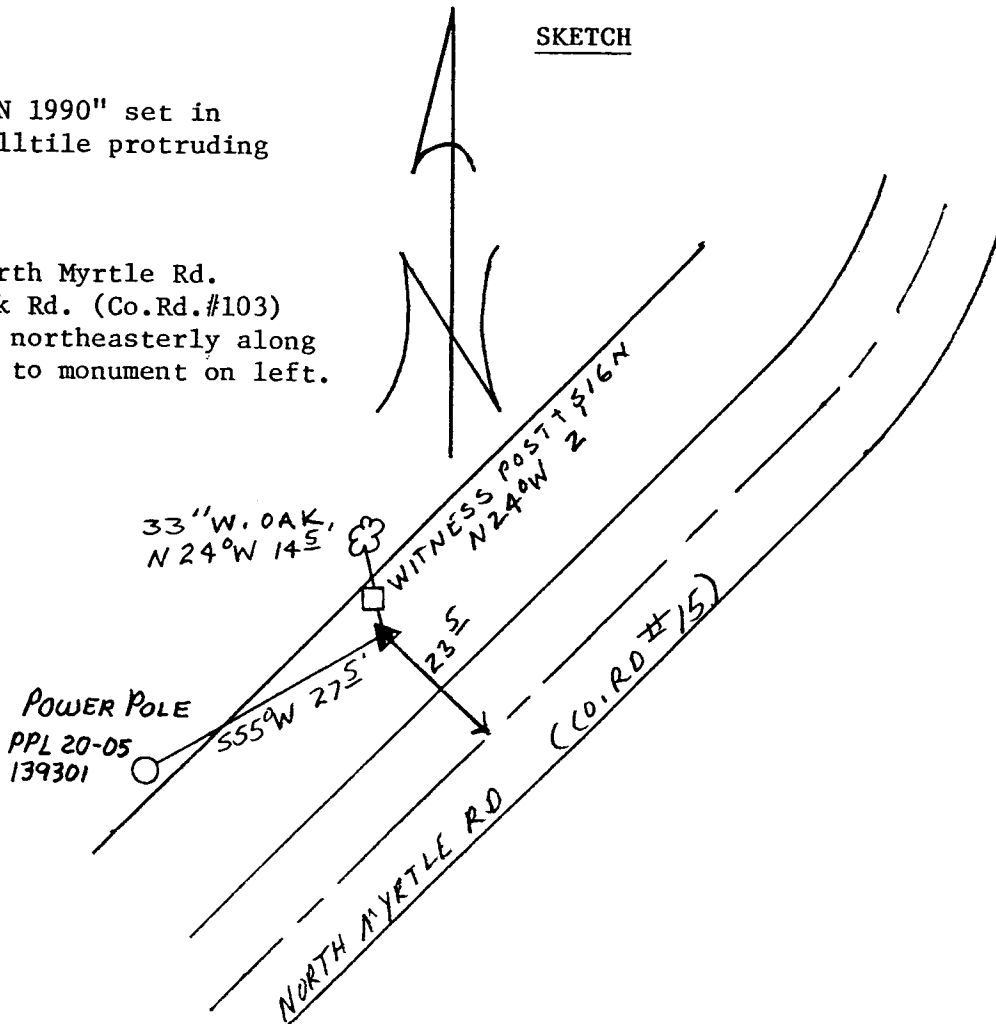 SKETCH
N 1990" set in
lltile protruding
rth Myrtle Rd.
k Rd. (Co.Rd.#103)
northeasterly along
to monument on left.
WITNESS POST + SIGN
N 24°W 2'
33" W. OAK,
N 24°W 14 5
23 5
S55°W 27 5'
POWER POLE
PPL 20-05
139301
NORTH MYRTLE RD (CO.RD #15)